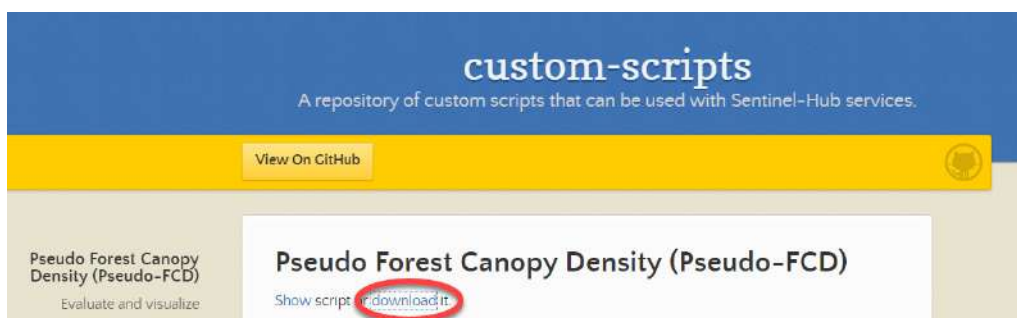 custom-scripts
A repository of custom scripts that can be used with Sentinel-Hub services.
View On GitHub
Pseudo Forest Canopy
Density (Pseudo-FCD)
Evaluate and visualize
Pseudo Forest Canopy Density (Pseudo-FCD)
Show script or download it.